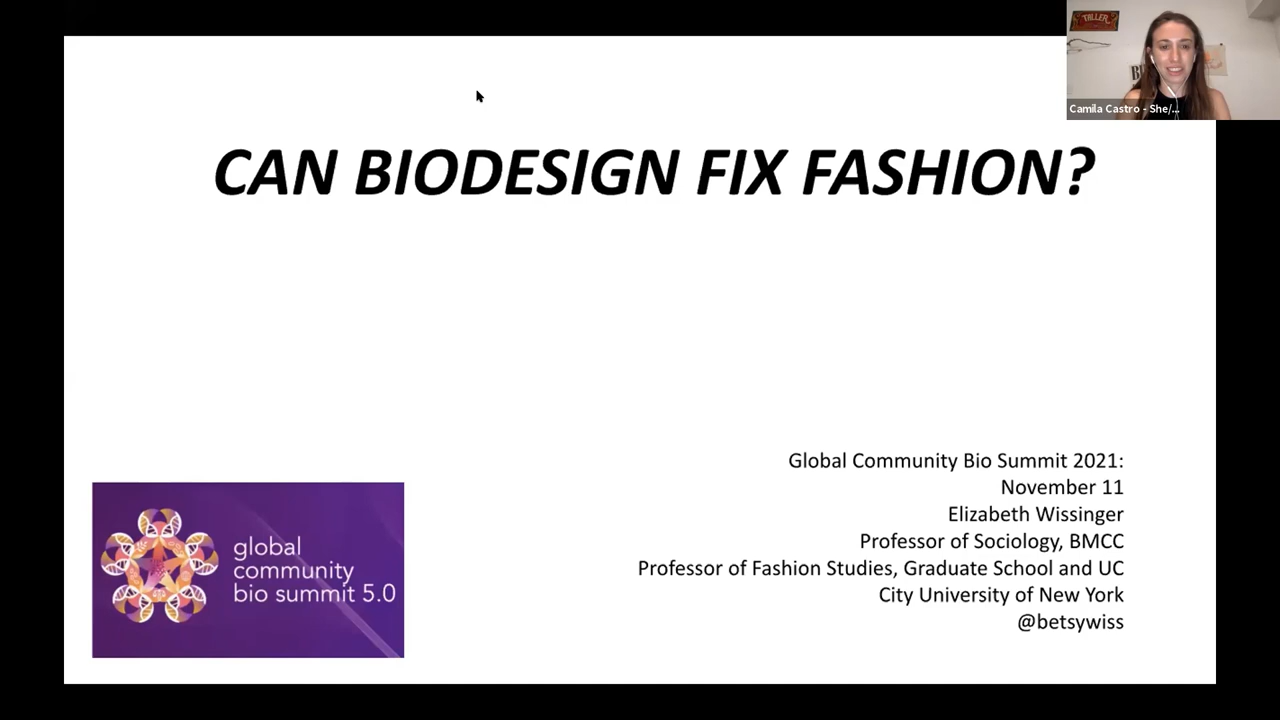 TALLER
Camila Castro - She/...
CAN BIODESIGN FIX FASHION?
Global Community Bio Summit 2021:
November 11
Elizabeth Wissinger
Professor of Sociology, BMCC
Professor of Fashion Studies, Graduate School and UC
City University of New York
@betsywiss
global
community
bio summit 5.0